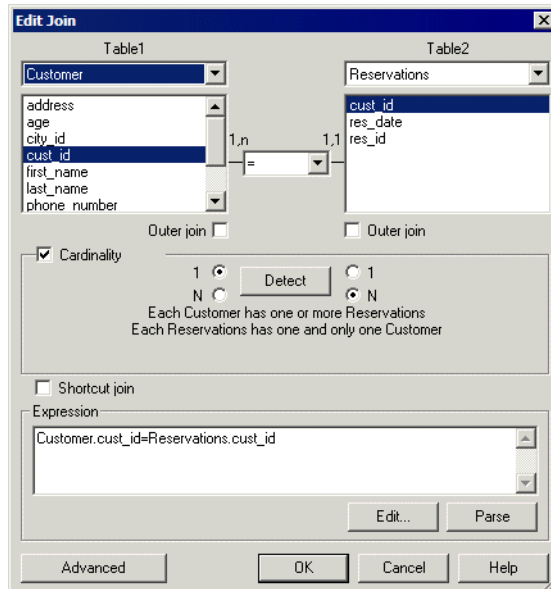 Edit Join
Table1 Table2
Customer Reservations
address cust_id
age res_date
city_id res_id
cust_id
first_name
last_name
phone_number
1,n = 1,1
Outer join Outer join
Cardinality
1 Detect 1
N N
Each Customer has one or more Reservations
Each Reservations has one and only one Customer
Shortcut join
Expression
Customer.cust_id=Reservations.cust_id
Edit... Parse
Advanced OK Cancel Help